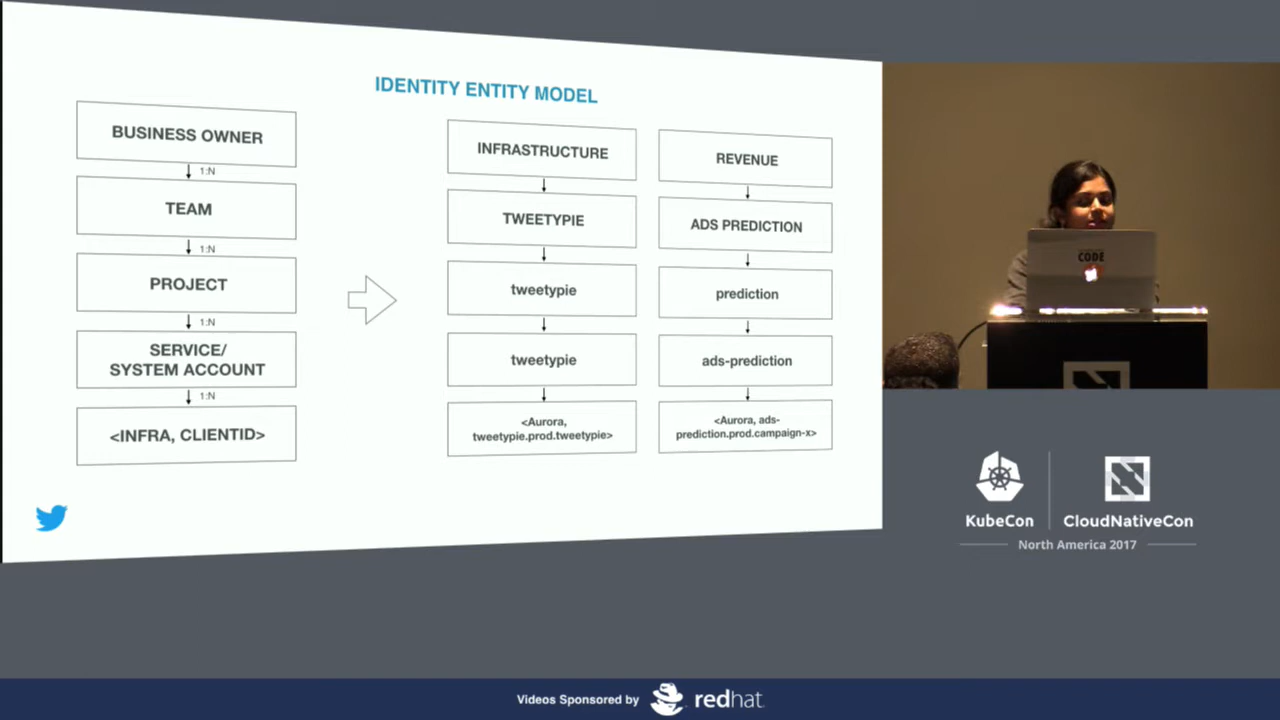 IDENTITY ENTITY MODEL
BUSINESS OWNER
1:N
TEAM
1:N
PROJECT
1:N
SERVICE/
SYSTEM ACCOUNT
1:N
<INFRA, CLIENTID>
INFRASTRUCTURE
TWEETYPIE
tweetypie
tweetypie
<Aurora,
tweetypie.prod.tweetypie>
REVENUE
ADS PREDICTION
prediction
ads-prediction
<Aurora, ads-
prediction.prod.campaign-x>
CODE
KubeCon
CloudNativeCon
North America 2017
Videos Sponsored by
redhat